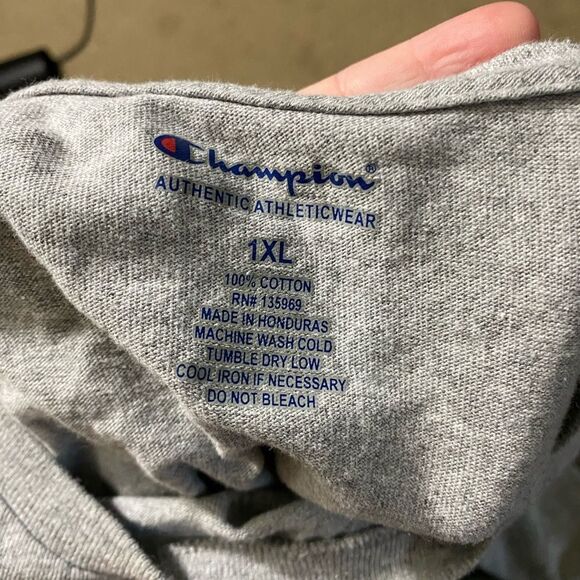 Champion®
AUTHENTIC ATHLETICWEAR
1XL
100% COTTON
RN# 135969
MADE IN HONDURAS
MACHINE WASH COLD
TUMBLE DRY LOW
COOL IRON IF NECESSARY
DO NOT BLEACH